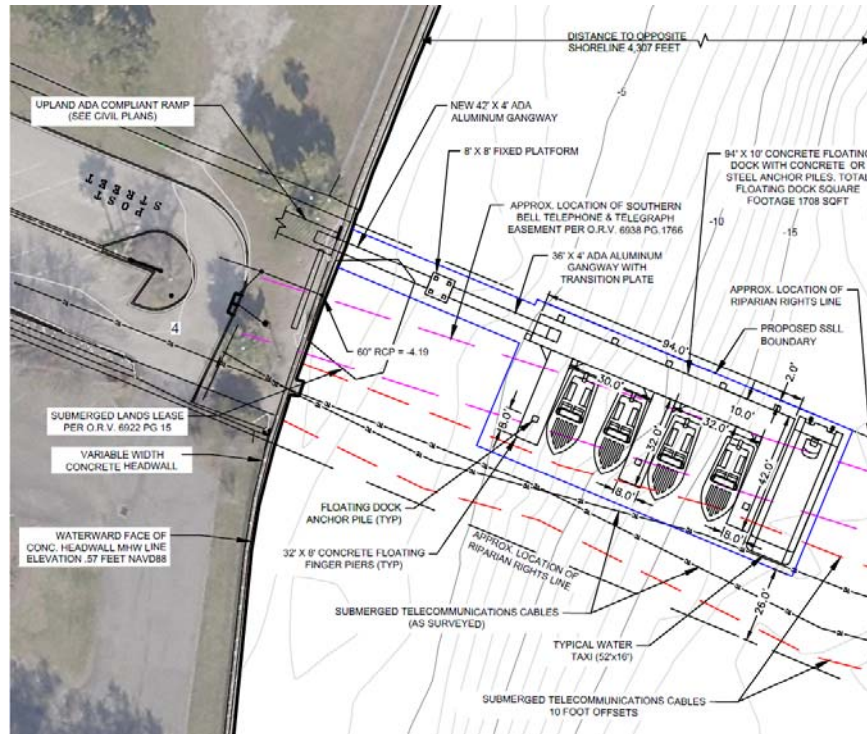 DISTANCE TO OPPOSITE
SHORELINE 4,307 FEET
-5
UPLAND ADA COMPLIANT RAMP
(SEE CIVIL PLANS)
NEW 42' X 4' ADA
ALUMINUM GANGWAY
8' X 8' FIXED PLATFORM
94' X 10' CONCRETE FLOATING
DOCK WITH CONCRETE OR
STEEL ANCHOR PILES. TOTAL
FLOATING DOCK SQUARE
FOOTAGE 1708 SQFT
POST
STREET
APPROX. LOCATION OF SOUTHERN
BELL TELEPHONE & TELEGRAPH
EASEMENT PER O.R.V. 6938 PG.1766
-10
-15
36' X 4' ADA ALUMINUM
GANGWAY WITH
TRANSITION PLATE
APPROX. LOCATION OF
RIPARIAN RIGHTS LINE
PROPOSED SSLL
BOUNDARY
94.0'
2.0'
4
60" RCP = -4.19
30.0'
32.0'
10.0'
32.0'
42.0'
8.0'
8.0'
8.0'
26.0'
SUBMERGED LANDS LEASE
PER O.R.V. 6922 PG 15
VARIABLE WIDTH
CONCRETE HEADWALL
FLOATING DOCK
ANCHOR PILE (TYP)
WATERWARD FACE OF
CONC. HEADWALL MHW LINE
ELEVATION .57 FEET NAVD88
32' X 8' CONCRETE FLOATING
FINGER PIERS (TYP)
APPROX. LOCATION OF
RIPARIAN RIGHTS LINE
SUBMERGED TELECOMMUNICATIONS CABLES
(AS SURVEYED)
TYPICAL WATER
TAXI (52'x16')
SUBMERGED TELECOMMUNICATIONS CABLES
10 FOOT OFFSETS